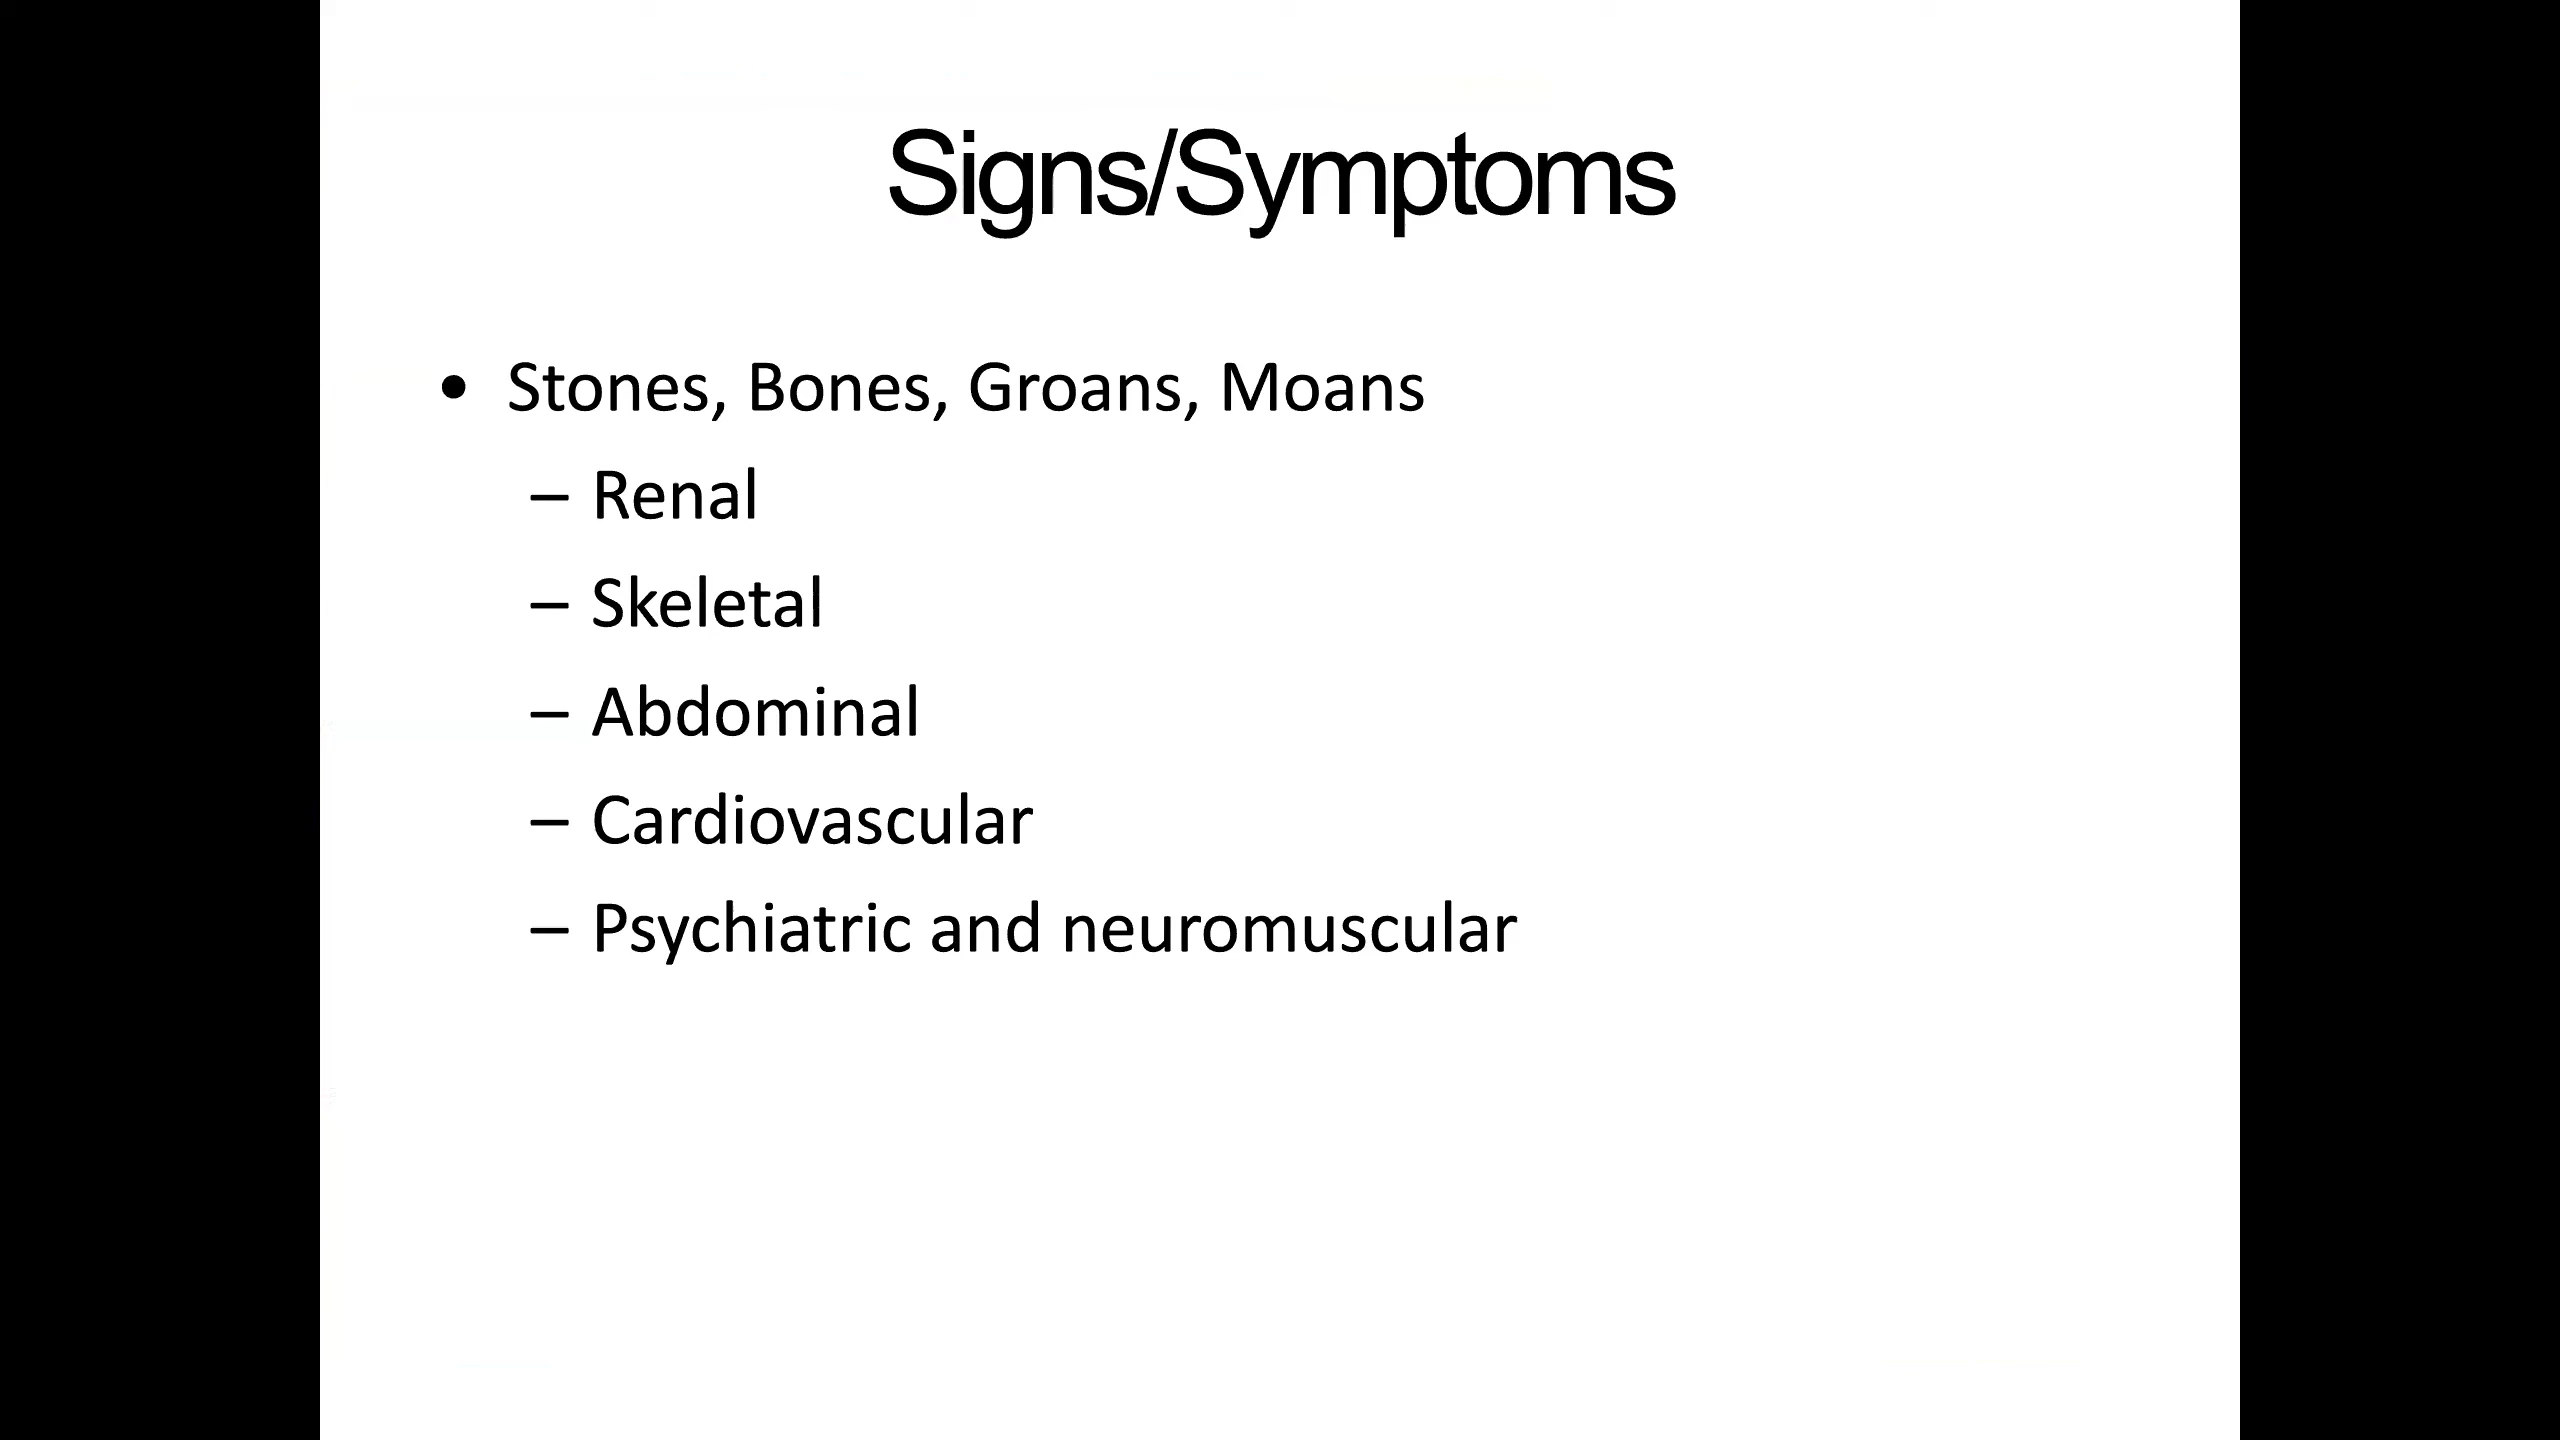 Signs/Symptoms
• Stones, Bones, Groans, Moans
– Renal
– Skeletal
– Abdominal
– Cardiovascular
– Psychiatric and neuromuscular